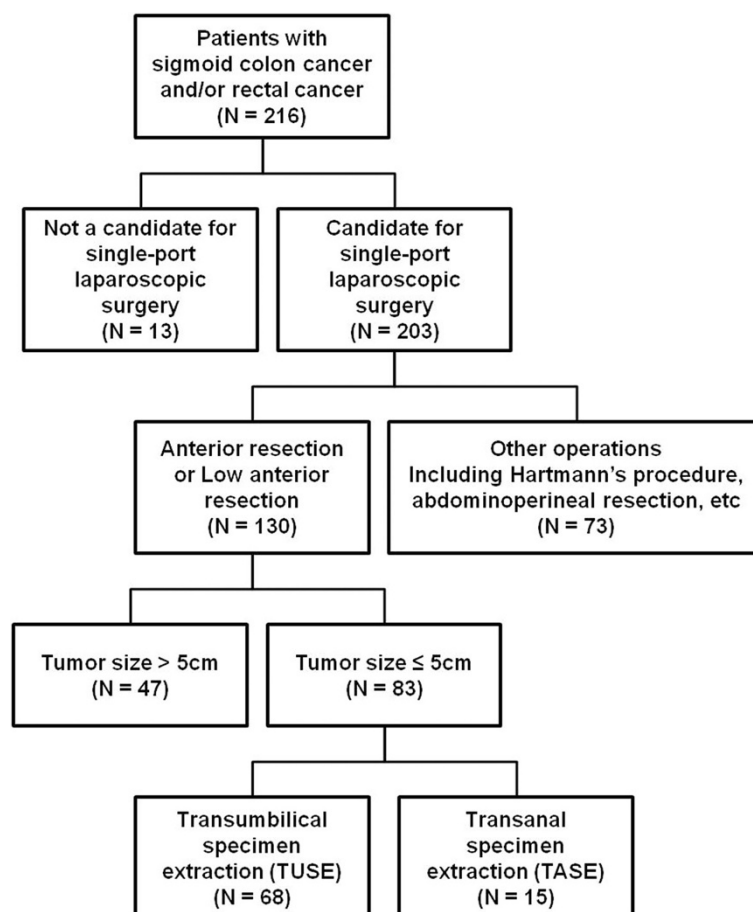 Patients with
sigmoid colon cancer
and/or rectal cancer
(N = 216)
Not a candidate for
single-port
laparoscopic
surgery
(N = 13)
Candidate for
single-port
laparoscopic
surgery
(N = 203)
Anterior resection
or Low anterior
resection
(N = 130)
Other operations
Including Hartmann’s procedure,
abdominoperineal resection, etc
(N = 73)
Tumor size > 5cm
(N = 47)
Tumor size ≤ 5cm
(N = 83)
Transumbilical
specimen
extraction (TUSE)
(N = 68)
Transanal
specimen
extraction (TASE)
(N = 15)